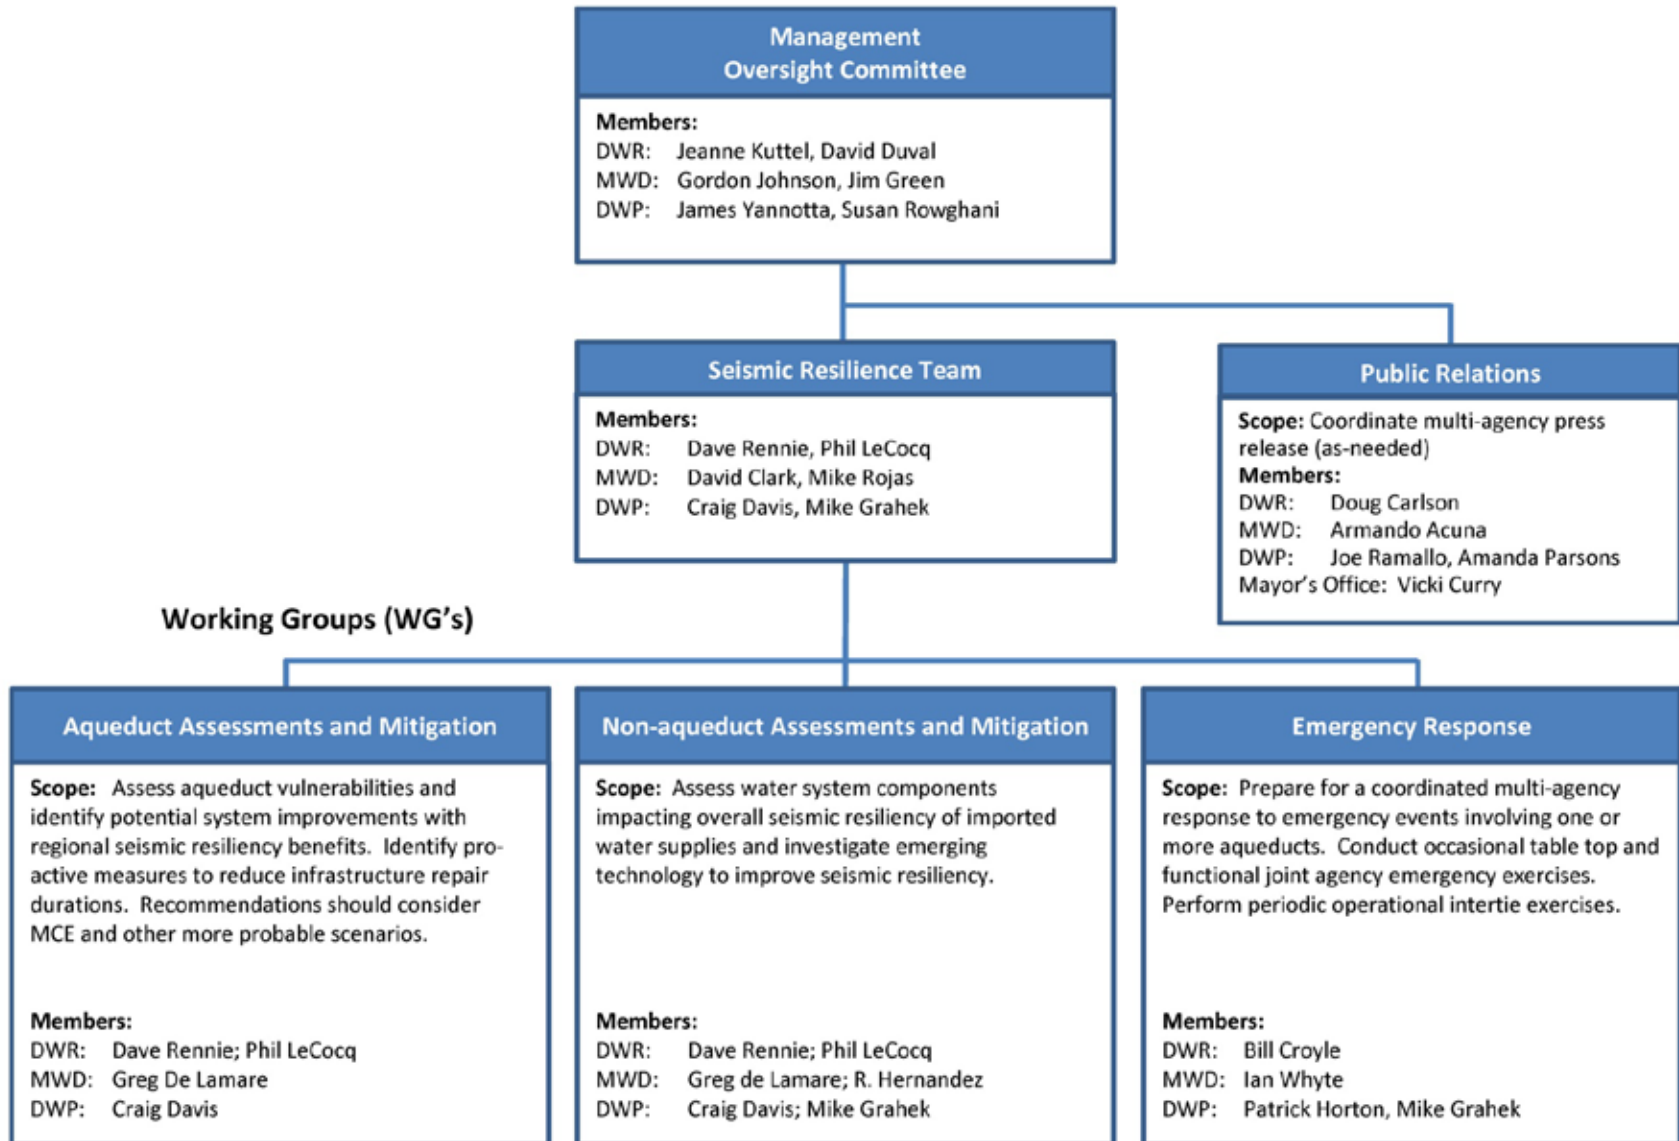 Management
Oversight Committee
Members:
DWR: Jeanne Kuttel, David Duval
MWD: Gordon Johnson, Jim Green
DWP: James Yannotta, Susan Rowghani
Seismic Resilience Team
Members:
DWR: Dave Rennie, Phil LeCocq
MWD: David Clark, Mike Rojas
DWP: Craig Davis, Mike Grahek
Public Relations
Scope: Coordinate multi-agency press
release (as-needed)
Members:
DWR: Doug Carlson
MWD: Armando Acuna
DWP: Joe Ramallo, Amanda Parsons
Mayor's Office: Vicki Curry
Working Groups (WG's)
Aqueduct Assessments and Mitigation
Scope: Assess aqueduct vulnerabilities and
identify potential system improvements with
regional seismic resiliency benefits. Identify pro-
active measures to reduce infrastructure repair
durations. Recommendations should consider
MCE and other more probable scenarios.
Members:
DWR: Dave Rennie; Phil LeCocq
MWD: Greg De Lamare
DWP: Craig Davis
Non-aqueduct Assessments and Mitigation
Scope: Assess water system components
impacting overall seismic resiliency of imported
water supplies and investigate emerging
technology to improve seismic resiliency.
Members:
DWR: Dave Rennie; Phil LeCocq
MWD: Greg de Lamare; R. Hernandez
DWP: Craig Davis; Mike Grahek
Emergency Response
Scope: Prepare for a coordinated multi-agency
response to emergency events involving one or
more aqueducts. Conduct occasional table top and
functional joint agency emergency exercises.
Perform periodic operational intertie exercises.
Members:
DWR: Bill Croyle
MWD: Ian Whyte
DWP: Patrick Horton, Mike Grahek